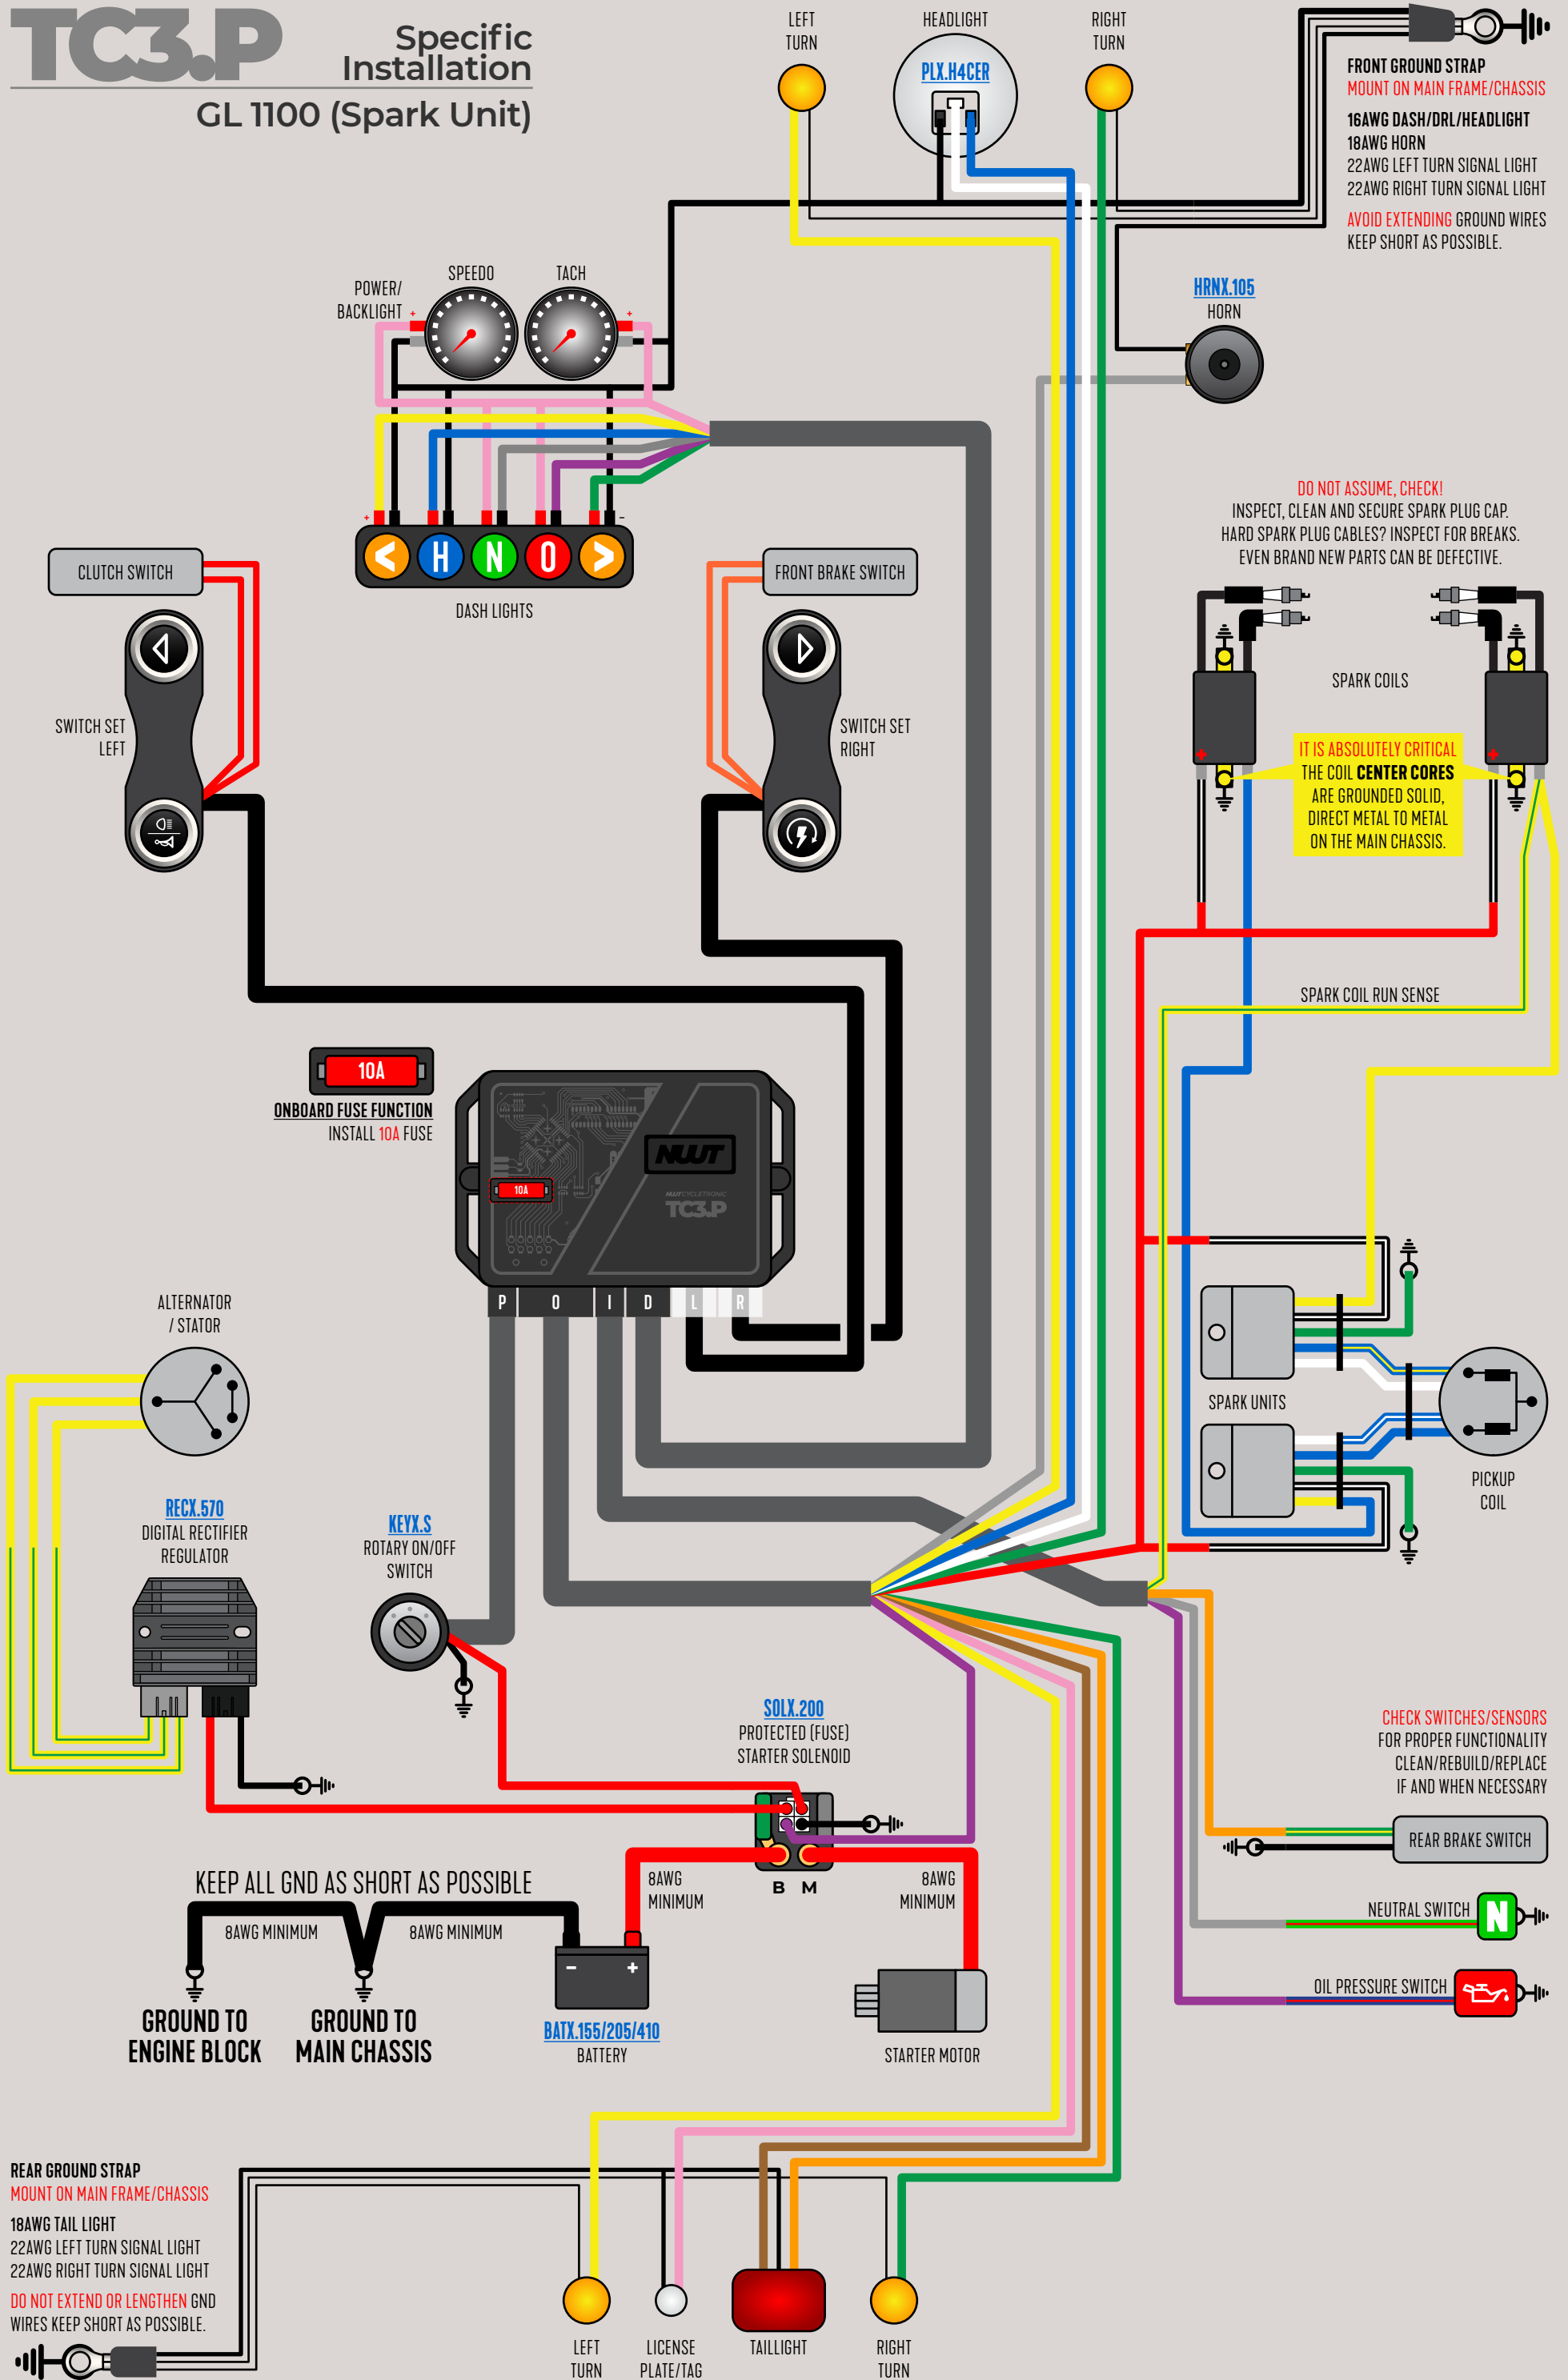 TC3.P
Specific
Installation
GL 1100 (Spark Unit)
LEFT
TURN
HEADLIGHT
PLX.H4CER
RIGHT
TURN
FRONT GROUND STRAP
MOUNT ON MAIN FRAME/CHASSIS
16AWG DASH/DRL/HEADLIGHT
18AWG HORN
22AWG LEFT TURN SIGNAL LIGHT
22AWG RIGHT TURN SIGNAL LIGHT
AVOID EXTENDING GROUND WIRES
KEEP SHORT AS POSSIBLE.
POWER/
BACKLIGHT
SPEEDO
TACH
+
+
HRNX.105
HORN
+
-
< H N O >
DASH LIGHTS
CLUTCH SWITCH
FRONT BRAKE SWITCH
SWITCH SET
LEFT
SWITCH SET
RIGHT
DO NOT ASSUME, CHECK!
INSPECT, CLEAN AND SECURE SPARK PLUG CAP.
HARD SPARK PLUG CABLES? INSPECT FOR BREAKS.
EVEN BRAND NEW PARTS CAN BE DEFECTIVE.
SPARK COILS
+
+
IT IS ABSOLUTELY CRITICAL
THE COIL CENTER CORES
ARE GROUNDED SOLID,
DIRECT METAL TO METAL
ON THE MAIN CHASSIS.
SPARK COIL RUN SENSE
10A
ONBOARD FUSE FUNCTION
INSTALL 10A FUSE
NWT
10A
NWT CYCLETRONIC
TC3.P
P O I D L R
ALTERNATOR
/ STATOR
SPARK UNITS
PICKUP
COIL
RECX.570
DIGITAL RECTIFIER
REGULATOR
KEYX.S
ROTARY ON/OFF
SWITCH
SOLX.200
PROTECTED (FUSE)
STARTER SOLENOID
B M
CHECK SWITCHES/SENSORS
FOR PROPER FUNCTIONALITY
CLEAN/REBUILD/REPLACE
IF AND WHEN NECESSARY
REAR BRAKE SWITCH
NEUTRAL SWITCH
N
OIL PRESSURE SWITCH
KEEP ALL GND AS SHORT AS POSSIBLE
8AWG MINIMUM
8AWG MINIMUM
8AWG
MINIMUM
8AWG
MINIMUM
- +
GROUND TO
ENGINE BLOCK
GROUND TO
MAIN CHASSIS
BATX.155/205/410
BATTERY
STARTER MOTOR
REAR GROUND STRAP
MOUNT ON MAIN FRAME/CHASSIS
18AWG TAIL LIGHT
22AWG LEFT TURN SIGNAL LIGHT
22AWG RIGHT TURN SIGNAL LIGHT
DO NOT EXTEND OR LENGTHEN GND
WIRES KEEP SHORT AS POSSIBLE.
LEFT
TURN
LICENSE
PLATE/TAG
TAILLIGHT
RIGHT
TURN